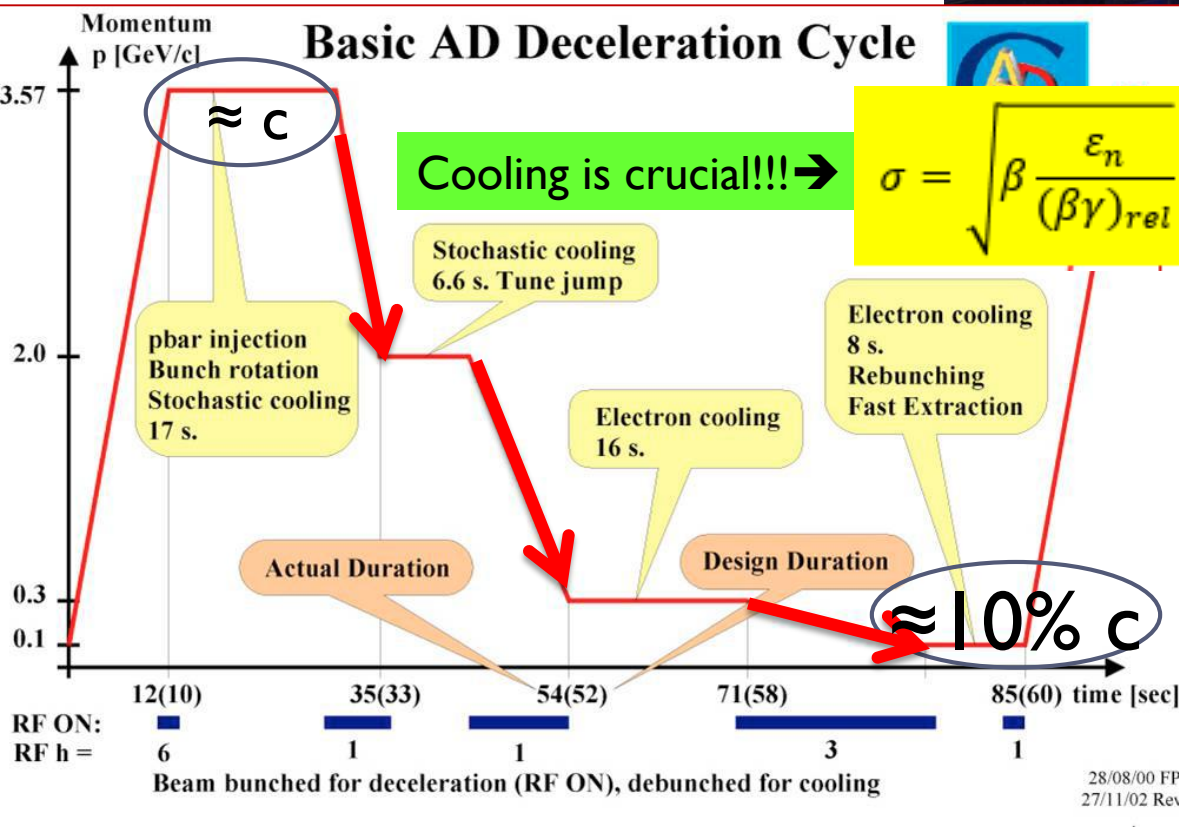 Momentum
p [GeV/c]
Basic AD Deceleration Cycle
AD
3.57
≈ c
Cooling is crucial!!!➔
σ = √(β εn/(βγ)rel)
Stochastic cooling
6.6 s. Tune jump
pbar injection
Bunch rotation
Stochastic cooling
17 s.
2.0
Electron cooling
8 s.
Rebunching
Fast Extraction
Electron cooling
16 s.
Actual Duration
Design Duration
0.3
0.1
≈10% c
12(10) 35(33) 54(52) 71(58) 85(60) time [sec]
RF ON:
RF h = 6 1 1 3 1
Beam bunched for deceleration (RF ON), debunched for cooling
28/08/00 FP
27/11/02 Rev